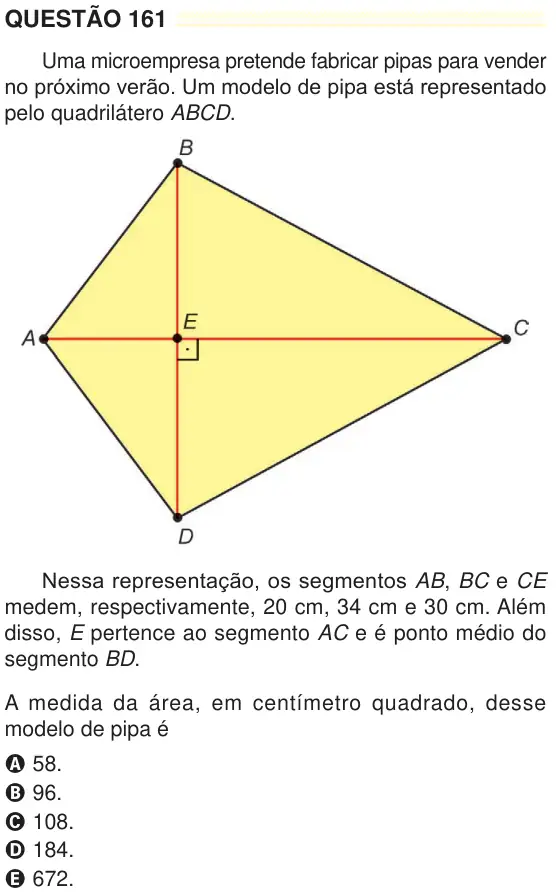 QUESTÃO 161
Uma microempresa pretende fabricar pipas para vender
no próximo verão. Um modelo de pipa está representado
pelo quadrilátero ABCD.
B
A
E
C
D
Nessa representação, os segmentos AB, BC e CE
medem, respectivamente, 20 cm, 34 cm e 30 cm. Além
disso, E pertence ao segmento AC e é ponto médio do
segmento BD.
A medida da área, em centímetro quadrado, desse
modelo de pipa é
A 58.
B 96.
C 108.
D 184.
E 672.